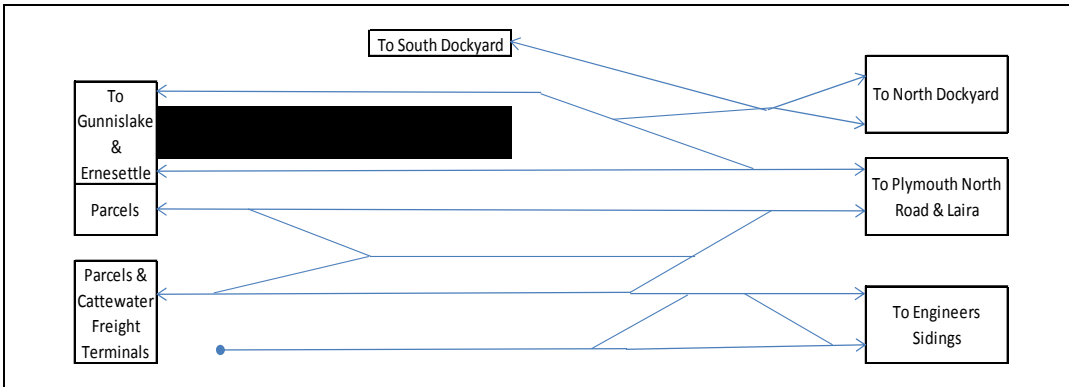 To South Dockyard
To
Gunnislake
&
Ernesettle
To North Dockyard
Parcels
To Plymouth North
Road & Laira
Parcels &
Cattewater
Freight
Terminals
To Engineers
Sidings